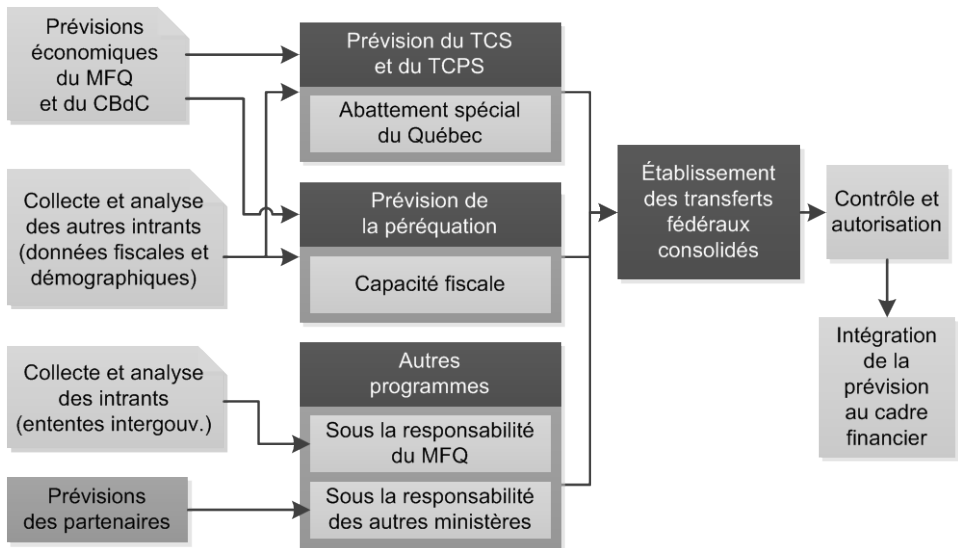 Prévisions
économiques
du MFQ
et du CBdC
Collecte et analyse
des autres intrants
(données fiscales et
démographiques)
Collecte et analyse
des intrants
(ententes intergouv.)
Prévisions
des partenaires
Prévision du TCS
et du TCPS
Abattement spécial
du Québec
Prévision de
la péréquation
Capacité fiscale
Autres
programmes
Sous la responsabilité
du MFQ
Sous la responsabilité
des autres ministères
Établissement
des transferts
fédéraux
consolidés
Contrôle et
autorisation
Intégration
de la
prévision
au cadre
financier